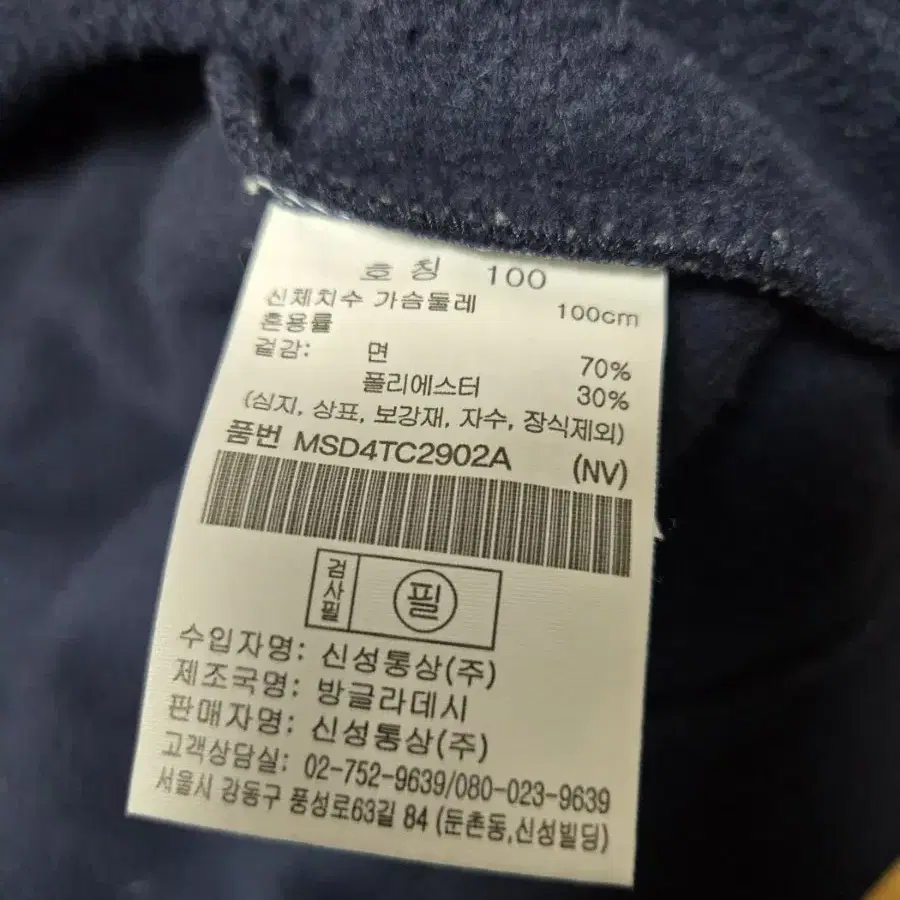 호칭 100
신체치수 가슴둘레 100cm
혼용률
겉감: 면 70%
폴리에스터 30%
(심지, 상표, 보강재, 자수, 장식제외)
품번 MSD4TC2902A (NV)
검사필 필
수입자명: 신성통상(주)
제조국명: 방글라데시
판매자명: 신성통상(주)
고객상담실: 02-752-9639/080-023-9639
서울시 강동구 풍성로63길 84 (둔촌동,신성빌딩)